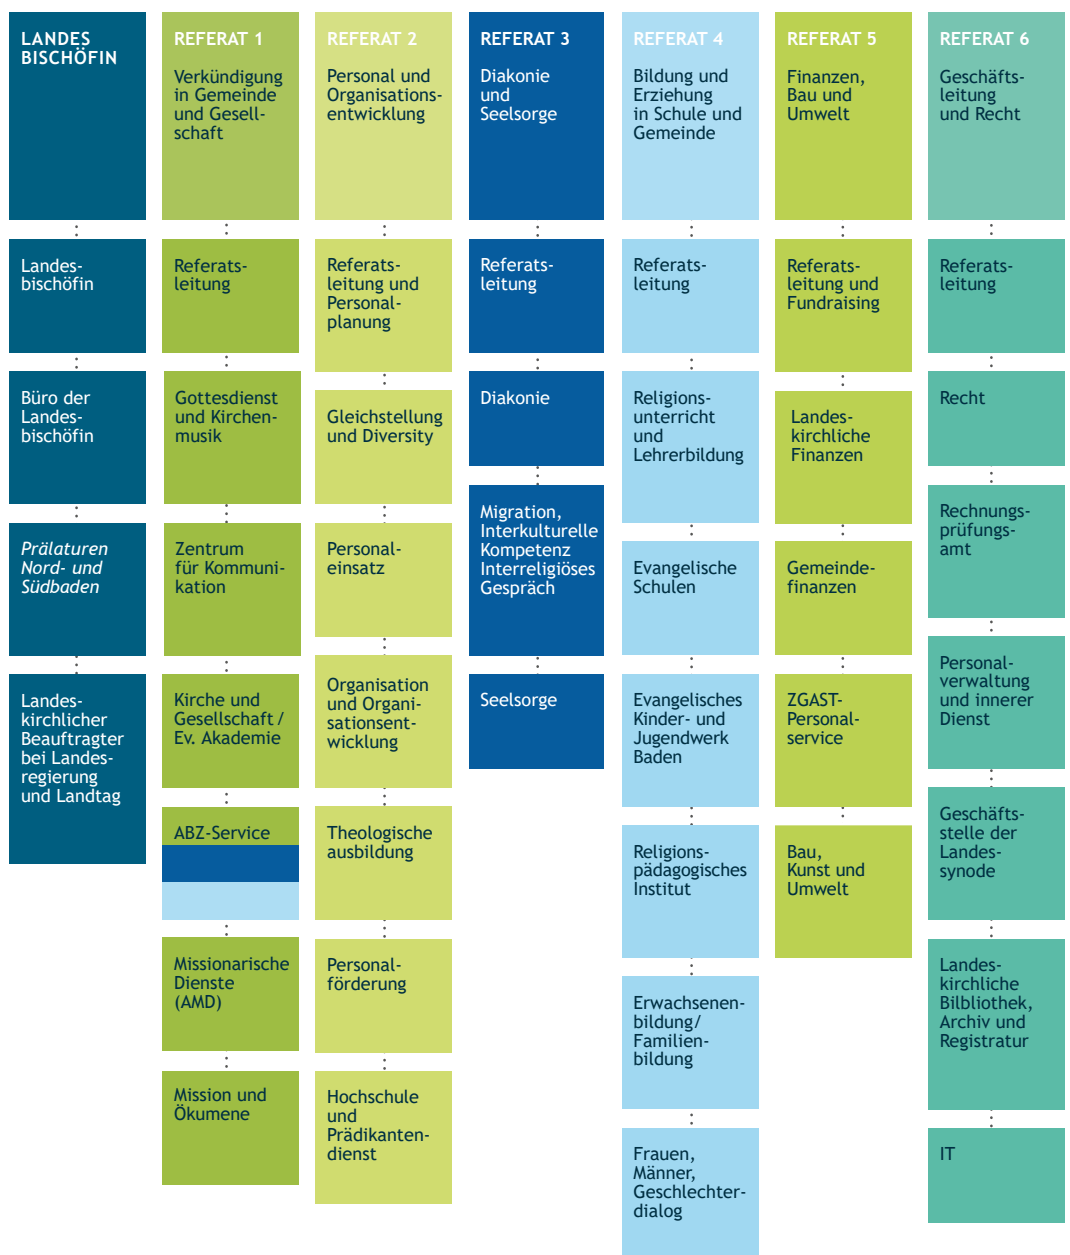 LANDES
BISCHÖFIN
Landes-
bischöfin
Büro der
Landes-
bischöfin
Prälaturen
Nord- und
Südbaden
Landes-
kirchlicher
Beauftragter
bei Landes-
regierung
und Landtag
REFERAT 1
Verkündigung
in Gemeinde
und Gesell-
schaft
Referats-
leitung
Gottesdienst
und Kirchen-
musik
Zentrum
für Kommuni-
kation
Kirche und
Gesellschaft /
Ev. Akademie
ABZ-Service
Missionarische
Dienste
(AMD)
Mission und
Ökumene
REFERAT 2
Personal und
Organisations-
entwicklung
Referats-
leitung und
Personal-
planung
Gleichstellung
und Diversity
Personal-
einsatz
Organisation
und Organi-
sationsent-
wicklung
Theologische
ausbildung
Personal-
förderung
Hochschule
und
Prädikanten-
dienst
REFERAT 3
Diakonie
und
Seelsorge
Referats-
leitung
Diakonie
Migration,
Interkulturelle
Kompetenz
Interreligiöses
Gespräch
Seelsorge
REFERAT 4
Bildung und
Erziehung
in Schule und
Gemeinde
Referats-
leitung
Religions-
unterricht
und
Lehrerbildung
Evangelische
Schulen
Evangelisches
Kinder- und
Jugendwerk
Baden
Religions-
pädagogisches
Institut
Erwachsenen-
bildung/
Familien-
bildung
Frauen,
Männer,
Geschlechter-
dialog
REFERAT 5
Finanzen,
Bau und
Umwelt
Referats-
leitung und
Fundraising
Landes-
kirchliche
Finanzen
Gemeinde-
finanzen
ZGAST-
Personal-
service
Bau,
Kunst und
Umwelt
REFERAT 6
Geschäfts-
leitung
und Recht
Referats-
leitung
Recht
Rechnungs-
prüfungs-
amt
Personal-
verwaltung
und innerer
Dienst
Geschäfts-
stelle der
Landes-
synode
Landes-
kirchliche
Bilbliothek,
Archiv und
Registratur
IT